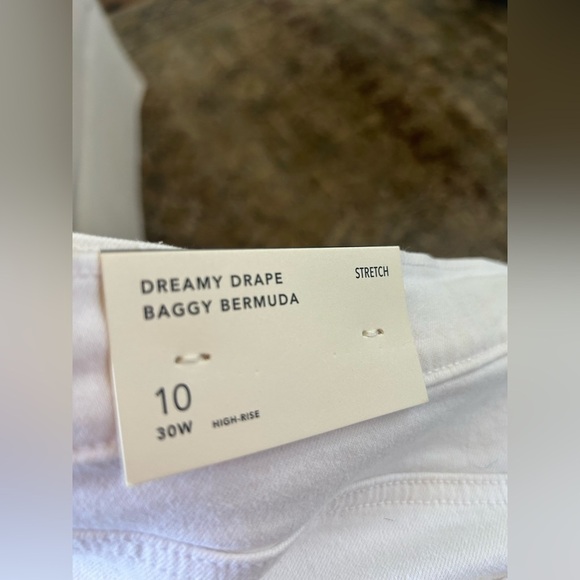 DREAMY DRAPE
BAGGY BERMUDA
STRETCH
10
30W
HIGH-RISE